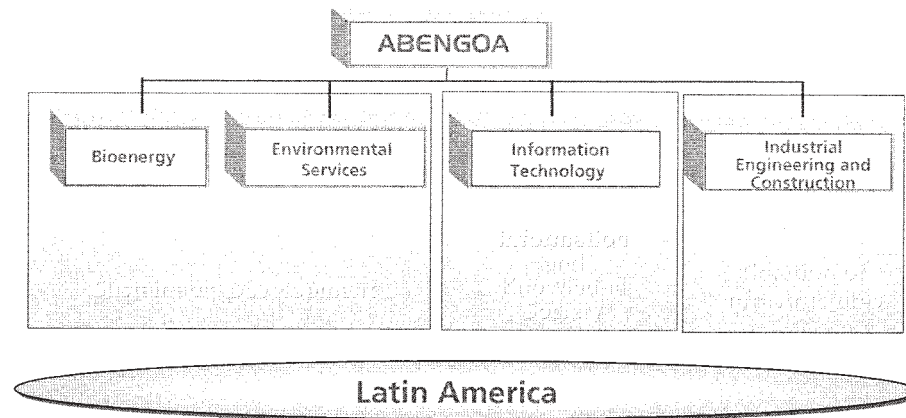 ABENGOA
Bioenergy
Environmental
Services
Information
Technology
Industrial
Engineering and
Construction
Latin America